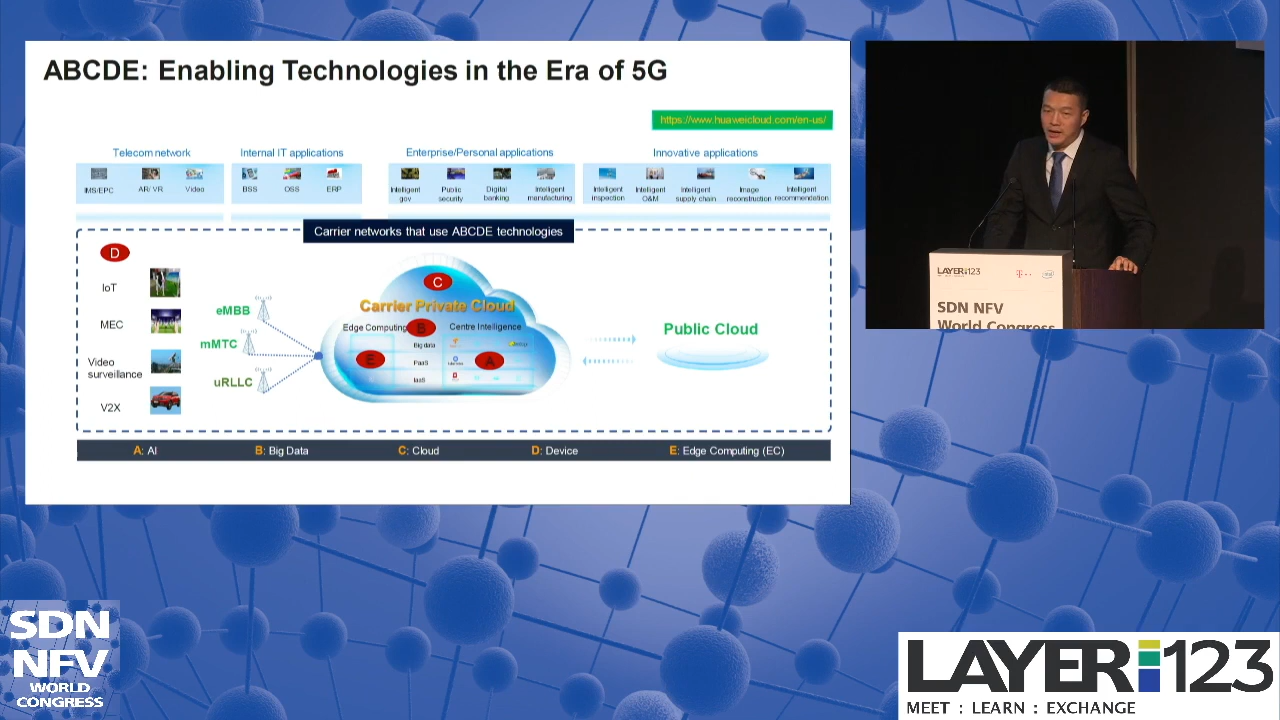 ABCDE: Enabling Technologies in the Era of 5G
https://www.huaweicloud.com/en-us/
Telecom network
Internal IT applications
Enterprise/Personal applications
Innovative applications
IMS/EPC
AR/ VR
Video
BSS
OSS
ERP
Intelligent
gov
Public
security
Digital
banking
Intelligent
manufacturing
Intelligent
inspection
Intelligent
O&M
Intelligent
supply chain
Image
reconstruction
Intelligent
recommendation
Carrier networks that use ABCDE technologies
D
IoT
MEC
Video
surveillance
V2X
eMBB
mMTC
uRLLC
C
Carrier Private Cloud
Edge Computing
B
Centre Intelligence
Big data
E
PaaS
A
IaaS
Public Cloud
A: AI
B: Big Data
C: Cloud
D: Device
E: Edge Computing (EC)
LAYER123
SDN NFV
World Congress
SDN
NFV
WORLD
CONGRESS
LAYER123
MEET : LEARN : EXCHANGE